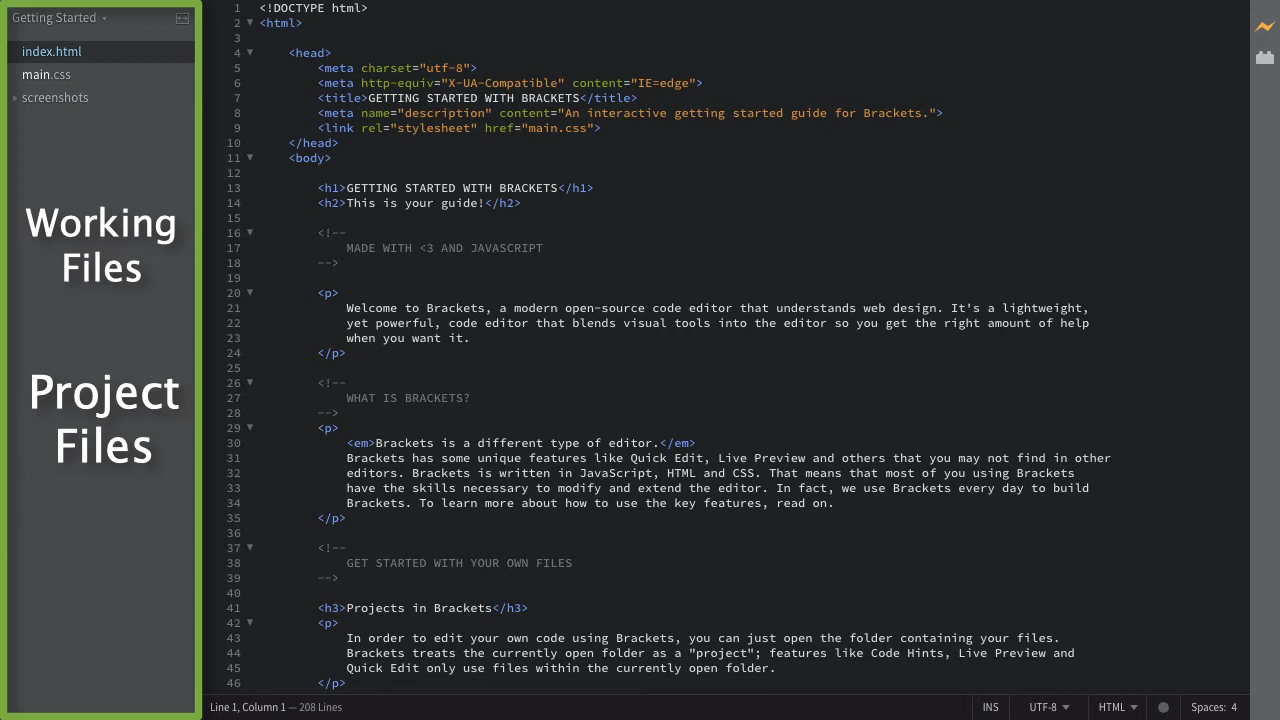 Getting Started
index.html
main.css
screenshots
Working
Files
Project
Files
1 <!DOCTYPE html>
2 <html>
3
4 <head>
5 <meta charset="utf-8">
6 <meta http-equiv="X-UA-Compatible" content="IE=edge">
7 <title>GETTING STARTED WITH BRACKETS</title>
8 <meta name="description" content="An interactive getting started guide for Brackets.">
9 <link rel="stylesheet" href="main.css">
10 </head>
11 <body>
12
13 <h1>GETTING STARTED WITH BRACKETS</h1>
14 <h2>This is your guide!</h2>
15
16 <!--
17 MADE WITH <3 AND JAVASCRIPT
18 -->
19
20 <p>
21 Welcome to Brackets, a modern open-source code editor that understands web design. It's a lightweight,
22 yet powerful, code editor that blends visual tools into the editor so you get the right amount of help
23 when you want it.
24 </p>
25
26 <!--
27 WHAT IS BRACKETS?
28 -->
29 <p>
30 <em>Brackets is a different type of editor.</em>
31 Brackets has some unique features like Quick Edit, Live Preview and others that you may not find in other
32 editors. Brackets is written in JavaScript, HTML and CSS. That means that most of you using Brackets
33 have the skills necessary to modify and extend the editor. In fact, we use Brackets every day to build
34 Brackets. To learn more about how to use the key features, read on.
35 </p>
36
37 <!--
38 GET STARTED WITH YOUR OWN FILES
39 -->
40
41 <h3>Projects in Brackets</h3>
42 <p>
43 In order to edit your own code using Brackets, you can just open the folder containing your files.
44 Brackets treats the currently open folder as a "project"; features like Code Hints, Live Preview and
45 Quick Edit only use files within the currently open folder.
46 </p>
Line 1, Column 1 — 208 Lines INS UTF-8 HTML Spaces: 4